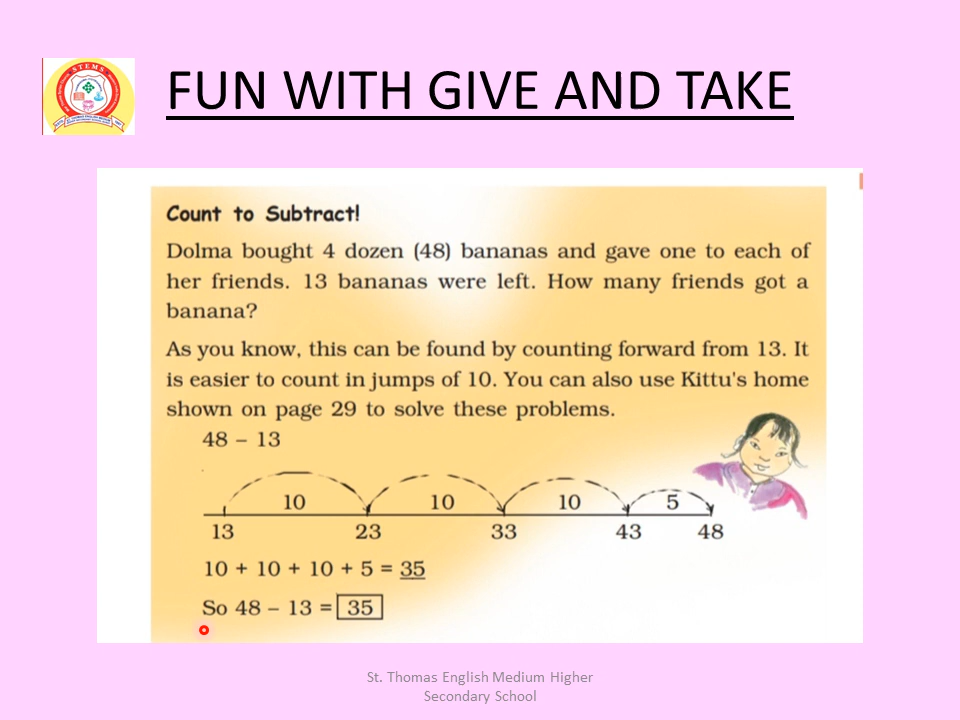 STEMS
FUN WITH GIVE AND TAKE
Count to Subtract!
Dolma bought 4 dozen (48) bananas and gave one to each of
her friends. 13 bananas were left. How many friends got a
banana?
As you know, this can be found by counting forward from 13. It
is easier to count in jumps of 10. You can also use Kittu's home
shown on page 29 to solve these problems.
48 – 13
10 10 10 5
13 23 33 43 48
10 + 10 + 10 + 5 = 35
So 48 – 13 = 35
St. Thomas English Medium Higher
Secondary School